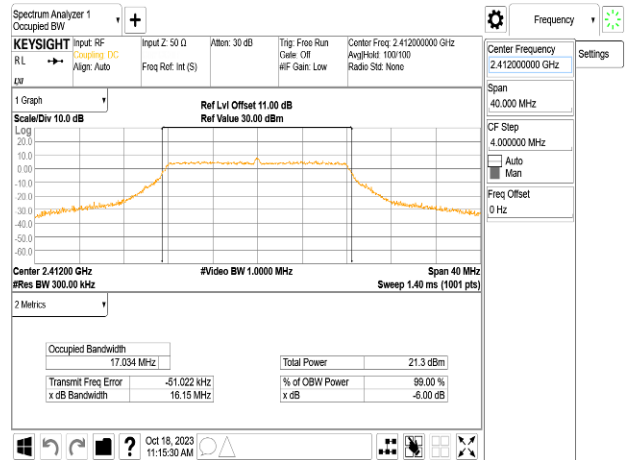 Spectrum Analyzer 1
Occupied BW
+
Frequency
KEYSIGHT
Input: RF
Coupling: DC
Align: Auto
Input Z: 50 Ω
Freq Ref: Int (S)
Atten: 30 dB
Trig: Free Run
Gate: Off
#IF Gain: Low
Center Freq: 2.412000000 GHz
Avg|Hold: 100/100
Radio Std: None
RL
Center Frequency
2.412000000 GHz
Settings
Span
40.000 MHz
CF Step
4.000000 MHz
Auto
Man
Freq Offset
0 Hz
1 Graph
Scale/Div 10.0 dB
Ref Lvl Offset 11.00 dB
Ref Value 30.00 dBm
Log
20.0
10.0
0.00
-10.0
-20.0
-30.0
-40.0
-50.0
-60.0
Center 2.41200 GHz
#Res BW 300.00 kHz
#Video BW 1.0000 MHz
Span 40 MHz
Sweep 1.40 ms (1001 pts)
2 Metrics
Occupied Bandwidth
17.034 MHz
Transmit Freq Error -51.022 kHz
x dB Bandwidth 16.15 MHz
Total Power 21.3 dBm
% of OBW Power 99.00 %
x dB -6.00 dB
?
Oct 18, 2023
11:15:30 AM